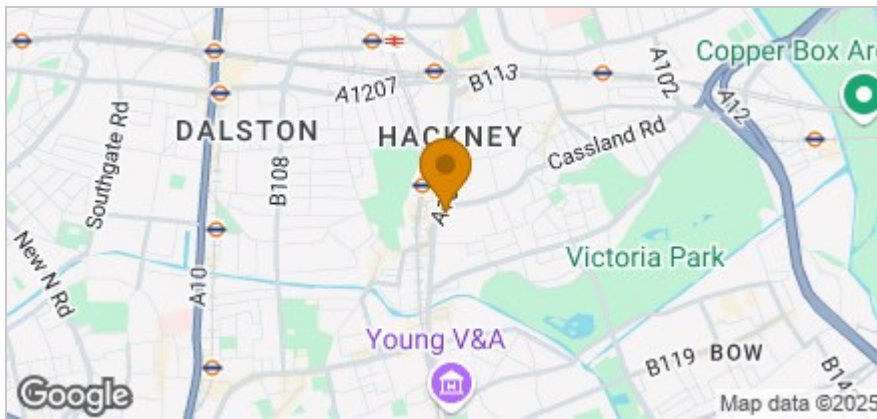 Copper Box Are
A102
B113
A1207
A12
DALSTON
HACKNEY
Cassland Rd
Southgate Rd
B108
New N Rd
A10
Victoria Park
Young V&A
B119
BOW
Google
Map data ©2025